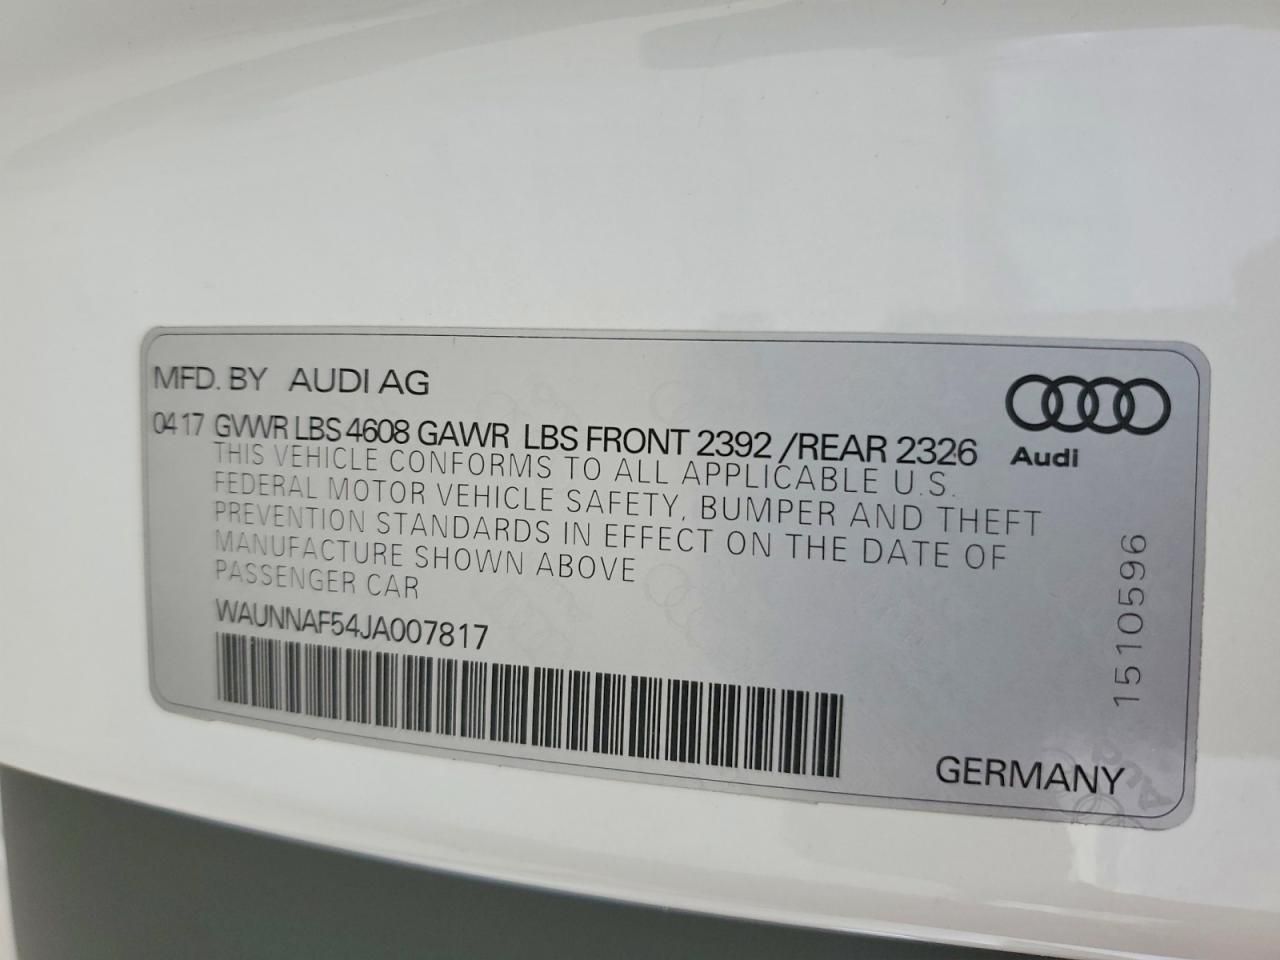 MFD. BY AUDI AG
04 17 GVWR LBS 4608 GAWR LBS FRONT 2392 /REAR 2326
Audi
THIS VEHICLE CONFORMS TO ALL APPLICABLE U.S.
FEDERAL MOTOR VEHICLE SAFETY, BUMPER AND THEFT
PREVENTION STANDARDS IN EFFECT ON THE DATE OF
MANUFACTURE SHOWN ABOVE
PASSENGER CAR
WAUNNAF54JA007817
1510596
GERMANY
Audi